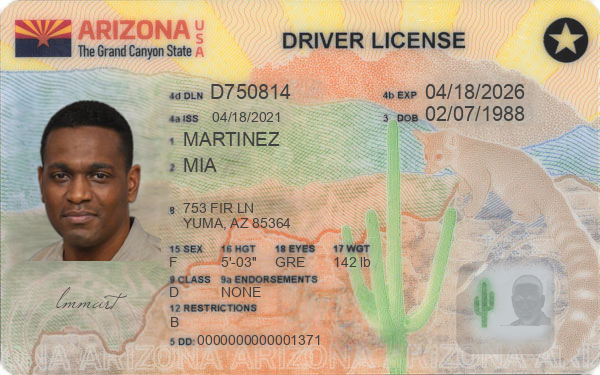 ARIZONA USA
The Grand Canyon State
DRIVER LICENSE
4d DLN D750814
4b EXP 04/18/2026
4a ISS 04/18/2021
3 DOB 02/07/1988
1 MARTINEZ
2 MIA
8 753 FIR LN
YUMA, AZ 85364
15 SEX 16 HGT 18 EYES 17 WGT
F 5'-03" GRE 142 lb
9 CLASS 9a ENDORSEMENTS
D NONE
12 RESTRICTIONS
B
5 DD: 0000000000001371
lmmart
ONA ARIZONA ARIZONA ARIZONA ARIZONA